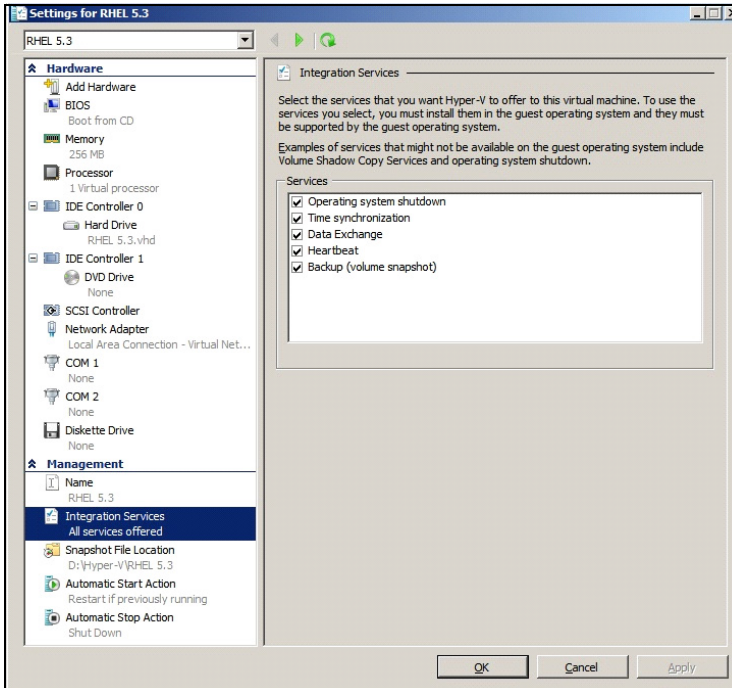 Settings for RHEL 5.3
RHEL 5.3
Hardware
Add Hardware
BIOS
Boot from CD
Memory
256 MB
Processor
1 Virtual processor
IDE Controller 0
Hard Drive
RHEL 5.3.vhd
IDE Controller 1
DVD Drive
None
SCSI Controller
Network Adapter
Local Area Connection - Virtual Net...
COM 1
None
COM 2
None
Diskette Drive
None
Management
Name
RHEL 5.3
Integration Services
All services offered
Snapshot File Location
D:\Hyper-V\RHEL 5.3
Automatic Start Action
Restart if previously running
Automatic Stop Action
Shut Down
Integration Services
Select the services that you want Hyper-V to offer to this virtual machine. To use the
services you select, you must install them in the guest operating system and they must
be supported by the guest operating system.
Examples of services that might not be available on the guest operating system include
Volume Shadow Copy Services and operating system shutdown.
Services
Operating system shutdown
Time synchronization
Data Exchange
Heartbeat
Backup (volume snapshot)
OK
Cancel
Apply